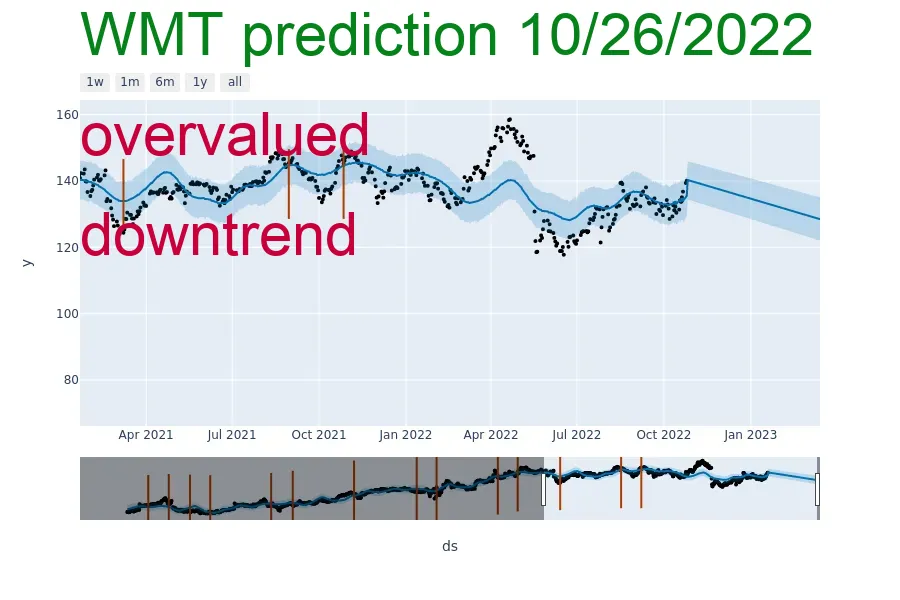 WMT prediction 10/26/2022
1w 1m 6m 1y all
160
overvalued
140
downtrend
120
y
100
80
Apr 2021 Jul 2021 Oct 2021 Jan 2022 Apr 2022 Jul 2022 Oct 2022 Jan 2023
ds